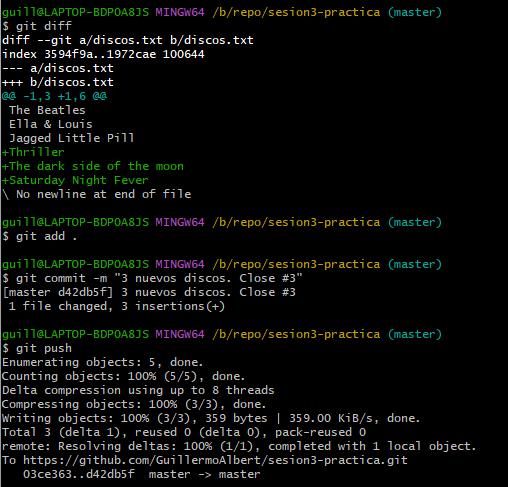 guill@LAPTOP-BDPOA8JS MINGW64 /b/repo/sesion3-practica (master)
$ git diff
diff --git a/discos.txt b/discos.txt
index 3594f9a..1972cae 100644
--- a/discos.txt
+++ b/discos.txt
@@ -1,3 +1,6 @@
 The Beatles
 Ella & Louis
 Jagged Little Pill
+Thriller
+The dark side of the moon
+Saturday Night Fever
\ No newline at end of file
guill@LAPTOP-BDPOA8JS MINGW64 /b/repo/sesion3-practica (master)
$ git add .
guill@LAPTOP-BDPOA8JS MINGW64 /b/repo/sesion3-practica (master)
$ git commit -m "3 nuevos discos. Close #3"
[master d42db5f] 3 nuevos discos. Close #3
 1 file changed, 3 insertions(+)
guill@LAPTOP-BDPOA8JS MINGW64 /b/repo/sesion3-practica (master)
$ git push
Enumerating objects: 5, done.
Counting objects: 100% (5/5), done.
Delta compression using up to 8 threads
Compressing objects: 100% (3/3), done.
Writing objects: 100% (3/3), 359 bytes | 359.00 KiB/s, done.
Total 3 (delta 1), reused 0 (delta 0), pack-reused 0
remote: Resolving deltas: 100% (1/1), completed with 1 local object.
To https://github.com/GuillermoAlbert/sesion3-practica.git
   03ce363..d42db5f  master -> master